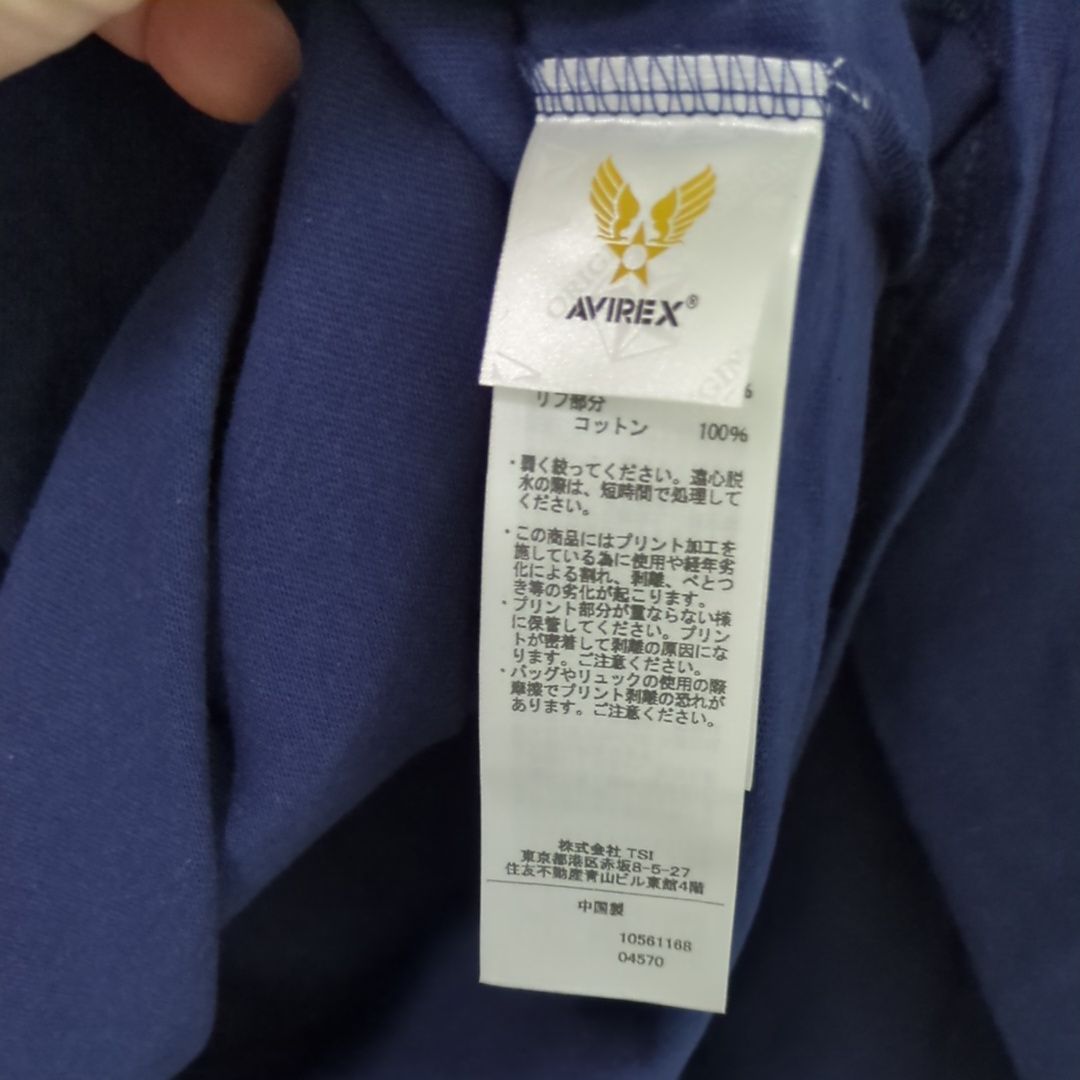 AVIREX®
%
リブ部分
コットン 100%
・弱く絞ってください。遠心脱
水の際は、短時間で処理して
ください。
・この商品にはプリント加工を
施している為に使用や経年劣
化による割れ、剥離、べとつ
き等の劣化が起こります。
・プリント部分が重ならない様
に保管してください。プリン
トが密着して剥離の原因にな
ります。ご注意ください。
・バッグやリュックの使用の際
摩擦でプリント剥離の恐れが
あります。ご注意ください。
株式会社 TSI
東京都港区赤坂8-5-27
住友不動産青山ビル東館4階
中国製
10561168
04570